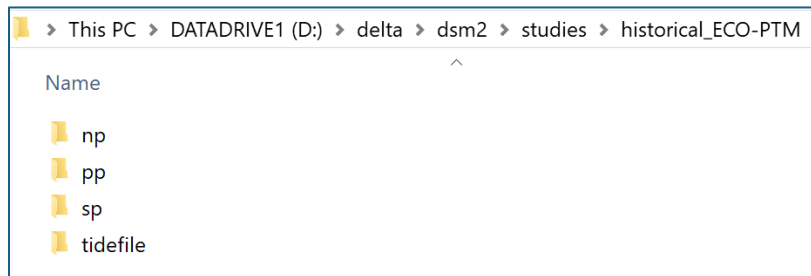 > This PC > DATADRIVE1 (D:) > delta > dsm2 > studies > historical_ECO-PTM
Name
np
pp
sp
tidefile